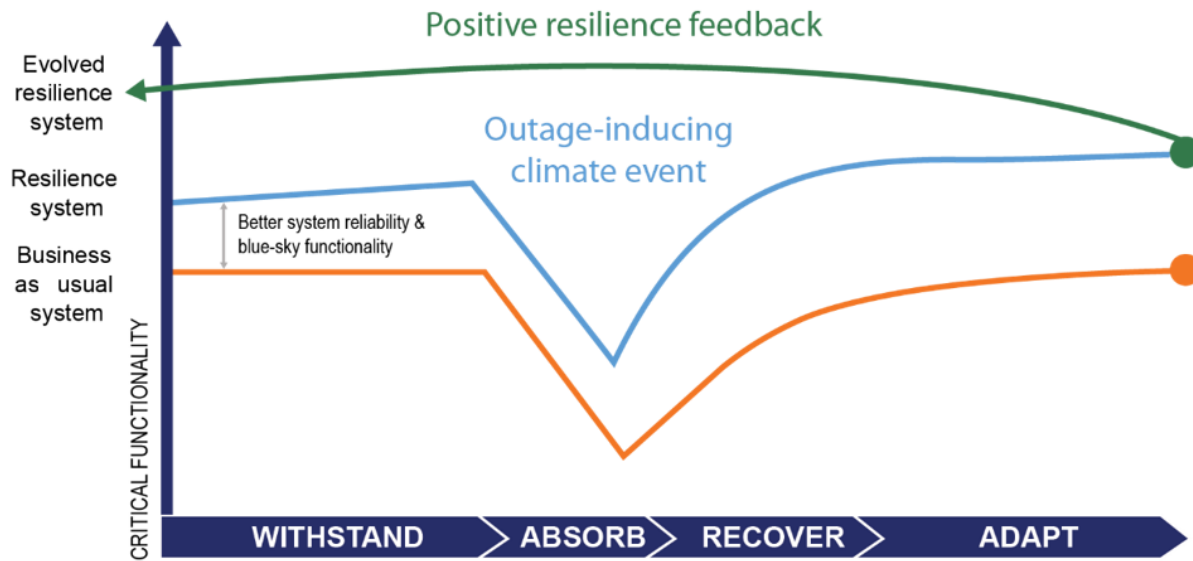 Positive resilience feedback
Evolved
resilience
system
Outage-inducing
climate event
Resilience
system
Better system reliability &
blue-sky functionality
Business
as usual
system
CRITICAL FUNCTIONALITY
WITHSTAND
ABSORB
RECOVER
ADAPT